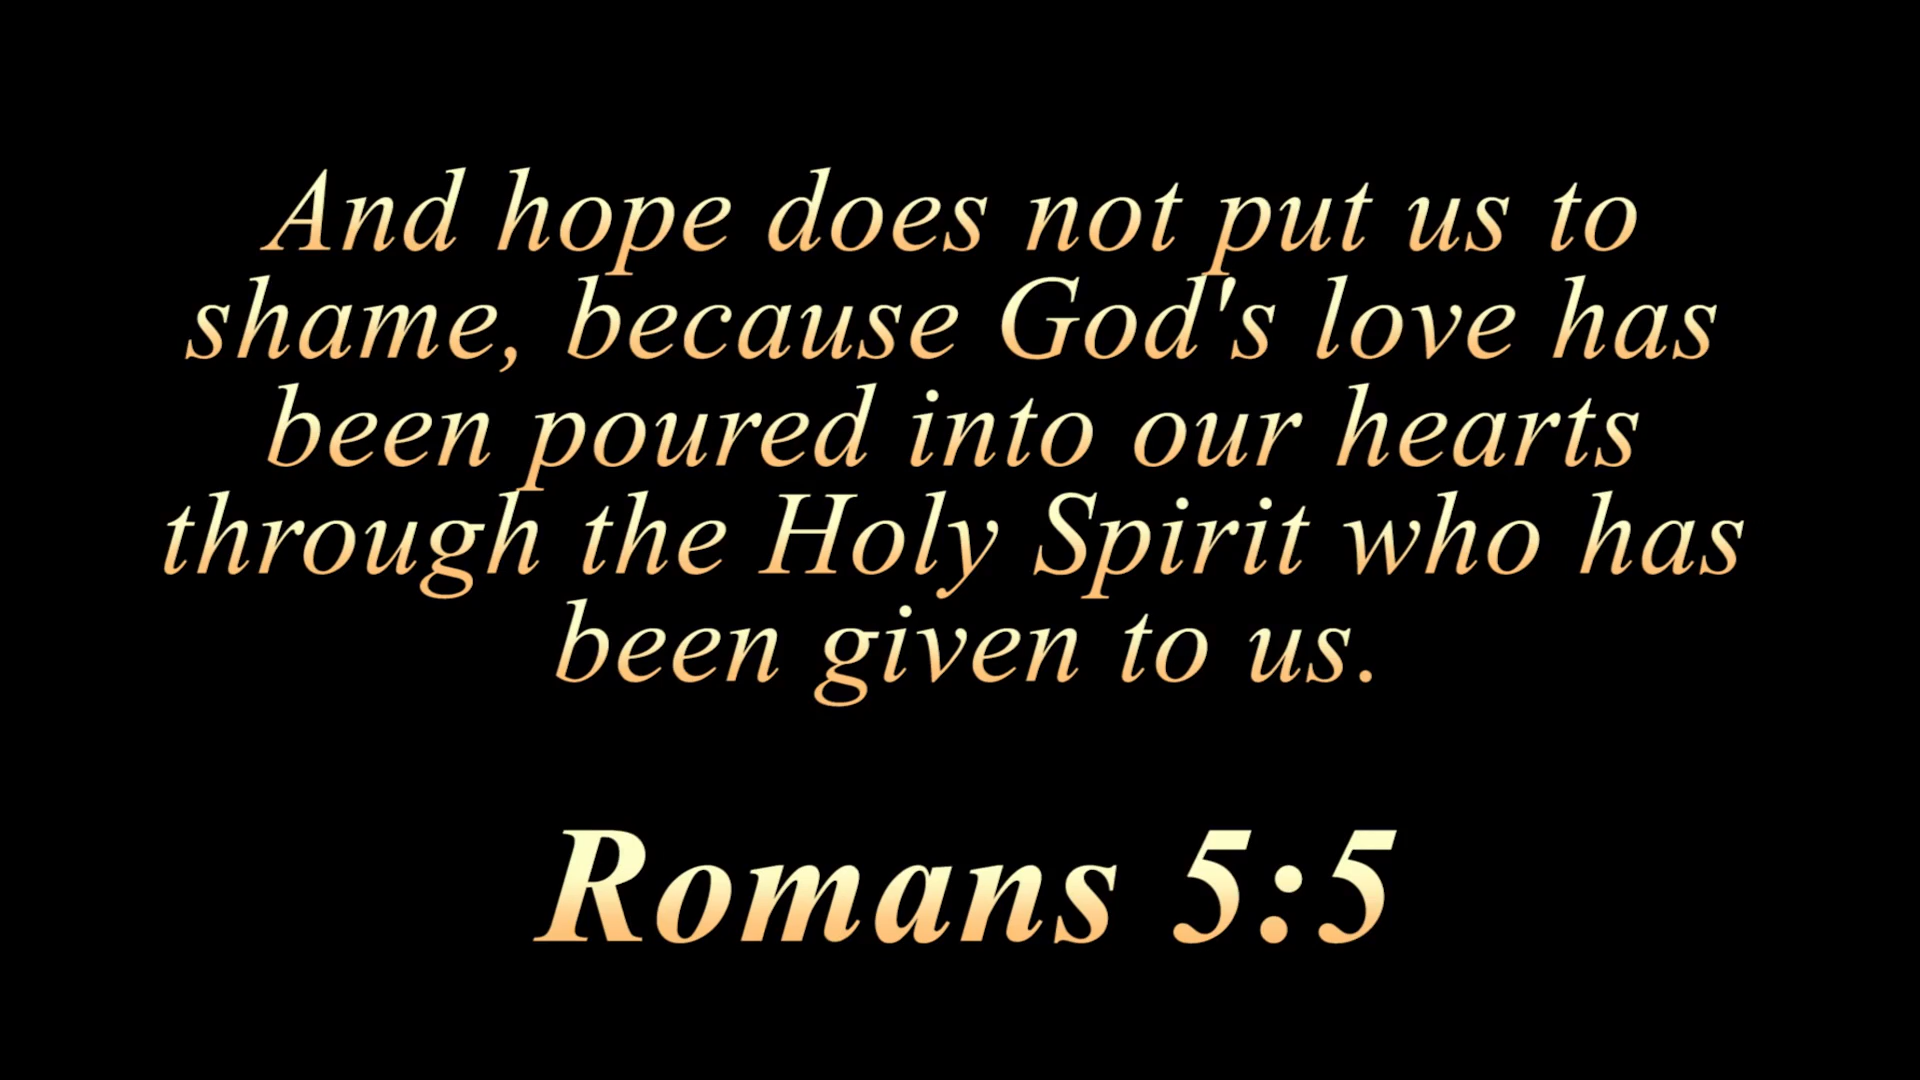 And hope does not put us to
shame, because God's love has
been poured into our hearts
through the Holy Spirit who has
been given to us.
Romans 5:5